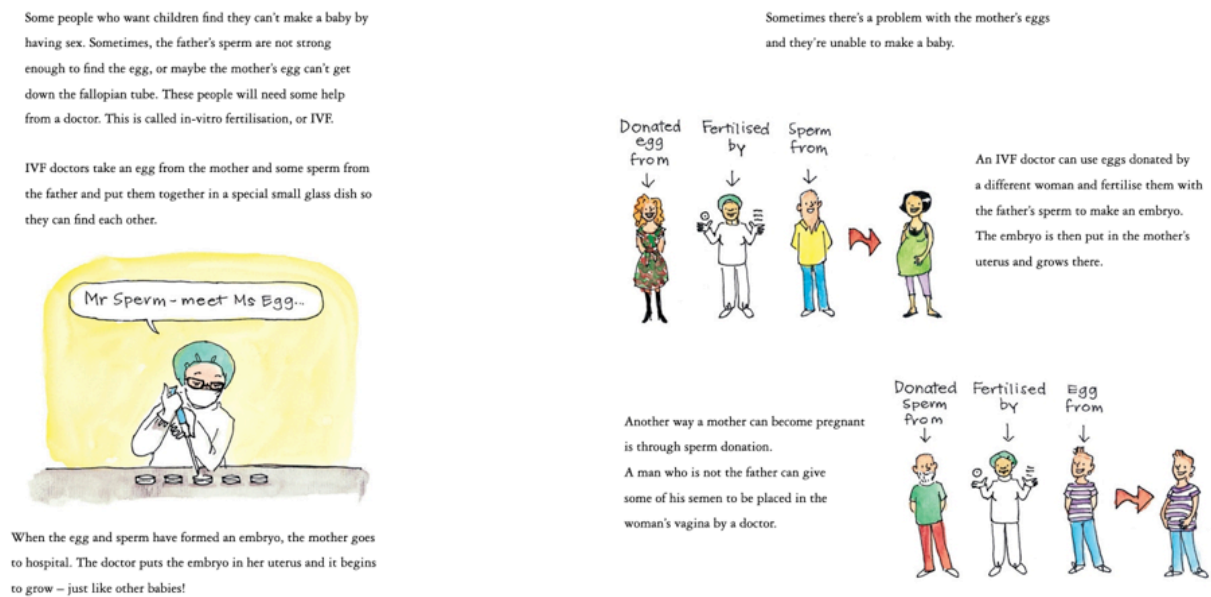 Some people who want children find they can't make a baby by
having sex. Sometimes, the father's sperm are not strong
enough to find the egg, or maybe the mother's egg can't get
down the fallopian tube. These people will need some help
from a doctor. This is called in-vitro fertilisation, or IVF.
IVF doctors take an egg from the mother and some sperm from
the father and put them together in a special small glass dish so
they can find each other.
Mr Sperm – meet Ms Egg...
When the egg and sperm have formed an embryo, the mother goes
to hospital. The doctor puts the embryo in her uterus and it begins
to grow – just like other babies!
Sometimes there's a problem with the mother's eggs
and they're unable to make a baby.
Donated
egg
from
Fertilised
by
Sperm
from
An IVF doctor can use eggs donated by
a different woman and fertilise them with
the father's sperm to make an embryo.
The embryo is then put in the mother's
uterus and grows there.
Another way a mother can become pregnant
is through sperm donation.
A man who is not the father can give
some of his semen to be placed in the
woman's vagina by a doctor.
Donated
Sperm
from
Fertilised
by
Egg
from